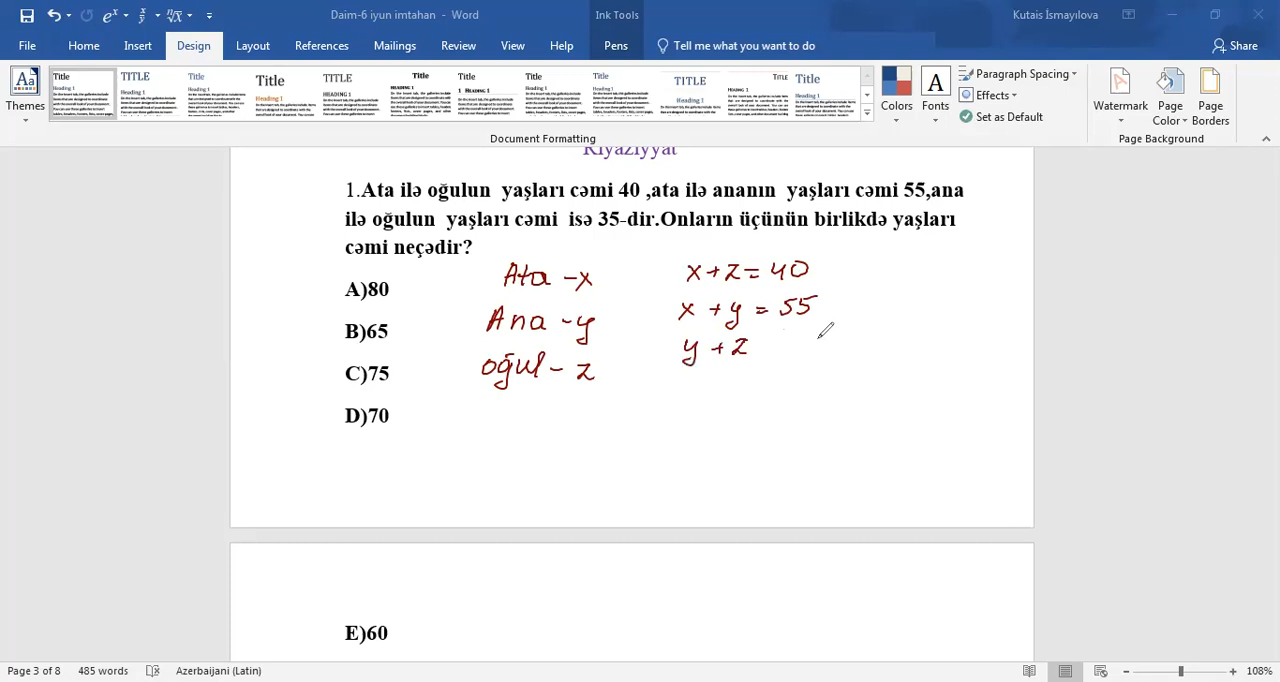 Daim-6 iyun imtahan - Word
Ink Tools
Kutais İsmayılova
File Home Insert Design Layout References Mailings Review View Help Pens Tell me what you want to do Share
Themes
Colors
Fonts
Paragraph Spacing
Effects
Set as Default
Watermark
Page Color
Page Borders
Document Formatting
Page Background
Riyaziyyat
1.Ata ilə oğulun yaşları cəmi 40 ,ata ilə ananın yaşları cəmi 55,ana
ilə oğulun yaşları cəmi isə 35-dir.Onların üçünün birlikdə yaşları
cəmi neçədir?
Ata - x
x + z = 40
A)80
Ana - y
x + y = 55
B)65
oğul - z
y + z
C)75
D)70
E)60
Page 3 of 8 485 words Azerbaijani (Latin) 108%